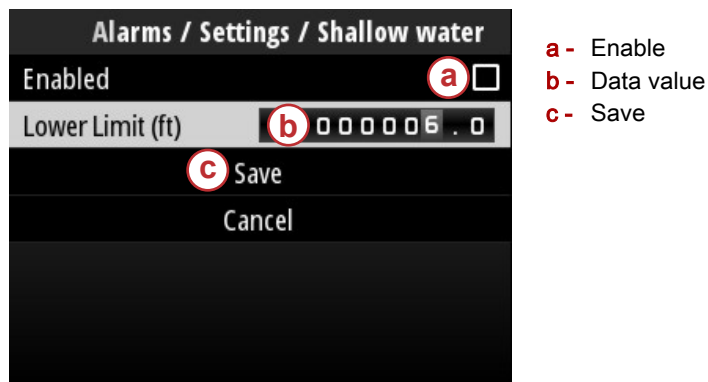 Alarms / Settings / Shallow water
Enabled a
Lower Limit (ft) b 000006.0
c Save
Cancel
a - Enable
b - Data value
c - Save